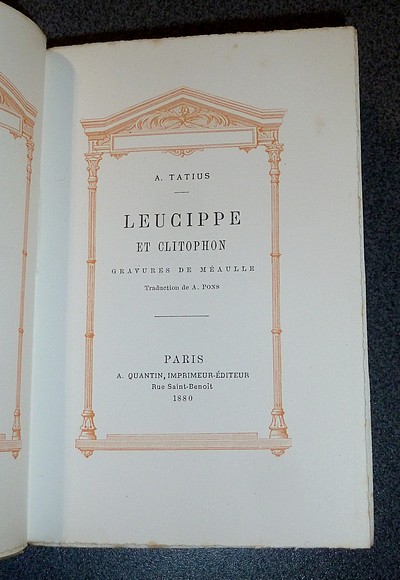 A. TATIUS
LEUCIPPE
ET CLITOPHON
GRAVURES DE MÉAULLE
Traduction de A. PONS
PARIS
A. QUANTIN, IMPRIMEUR-ÉDITEUR
Rue Saint-Benoît
1880